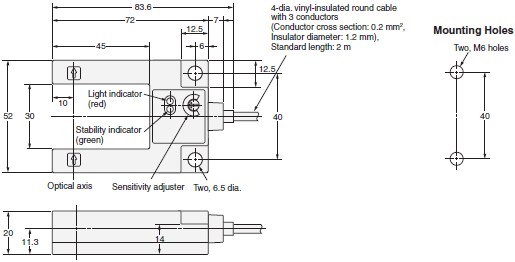 83.6
72
7
12.5
6
45
4-dia. vinyl-insulated round cable
with 3 conductors
(Conductor cross section: 0.2 mm²,
Insulator diameter: 1.2 mm),
Standard length: 2 m
Mounting Holes
Two, M6 holes
12.5
10
Light indicator
(red)
52
30
40
40
Stability indicator
(green)
Optical axis
Sensitivity adjuster
Two, 6.5 dia.
20
11.3
14